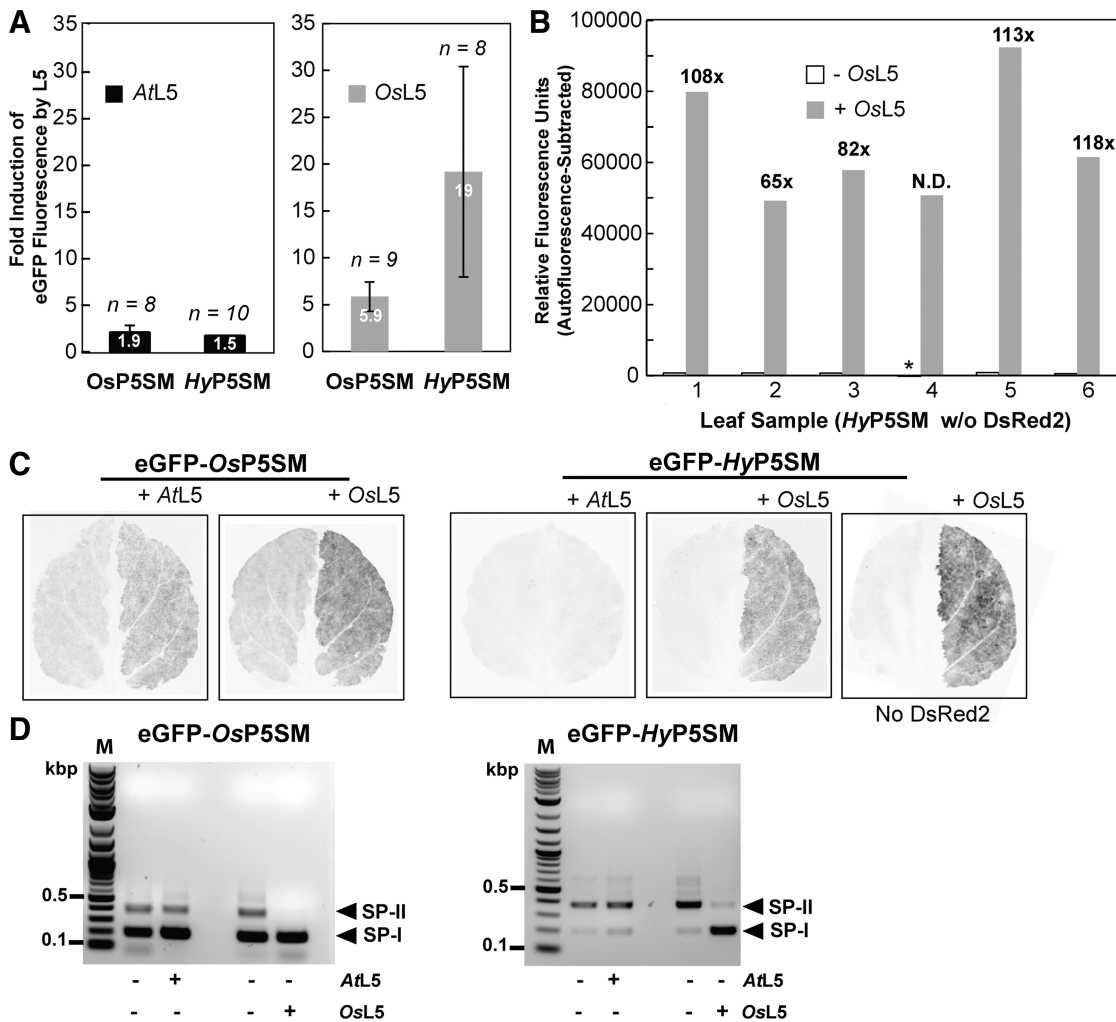 A
Fold Induction of
eGFP Fluorescence by L5
35
30
25
20
15
10
5
0
AtL5
n = 8
n = 10
1.9
1.5
OsP5SM HyP5SM
35
30
25
20
15
10
5
0
OsL5
n = 9
n = 8
5.9
19
OsP5SM HyP5SM
B
Relative Fluorescence Units
(Autofluorescence-Subtracted)
100000
80000
60000
40000
20000
0
- OsL5
+ OsL5
108x
65x
82x
N.D.
113x
118x
*
1 2 3 4 5 6
Leaf Sample (HyP5SM w/o DsRed2)
C
eGFP-OsP5SM
+ AtL5 + OsL5
eGFP-HyP5SM
+ AtL5 + OsL5 + OsL5
No DsRed2
D
eGFP-OsP5SM
M
kbp
0.5
0.1
SP-II
SP-I
- + - - AtL5
- - - + OsL5
eGFP-HyP5SM
M
kbp
0.5
0.1
SP-II
SP-I
- + - - AtL5
- - - + OsL5